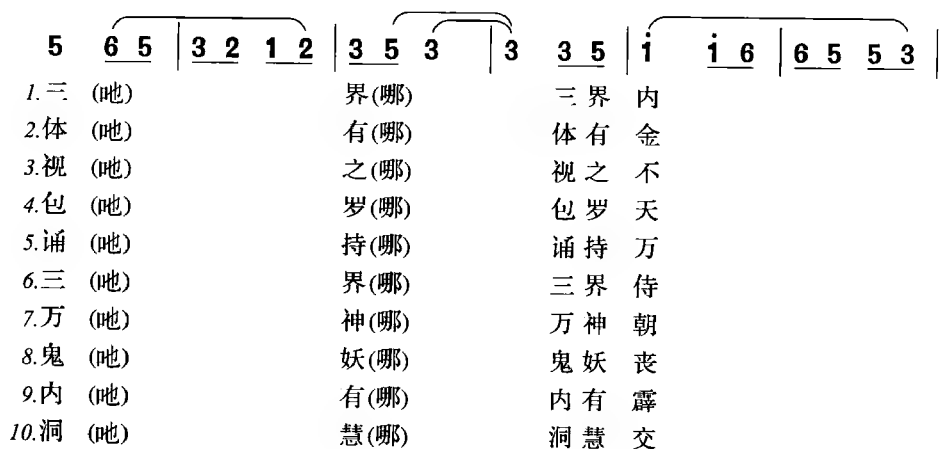 5 6 5 | 3 2 1 2 | 3 5 3 | 3 3 5 | i i 6 | 6 5 5 3 |
1.三 (吔) 界(哪) 三 界 内
2.体 (吔) 有(哪) 体 有 金
3.视 (吔) 之(哪) 视 之 不
4.包 (吔) 罗(哪) 包 罗 天
5.诵 (吔) 持(哪) 诵 持 万
6.三 (吔) 界(哪) 三 界 侍
7.万 (吔) 神(哪) 万 神 朝
8.鬼 (吔) 妖(哪) 鬼 妖 丧
9.内 (吔) 有(哪) 内 有 霹
10.洞 (吔) 慧(哪) 洞 慧 交